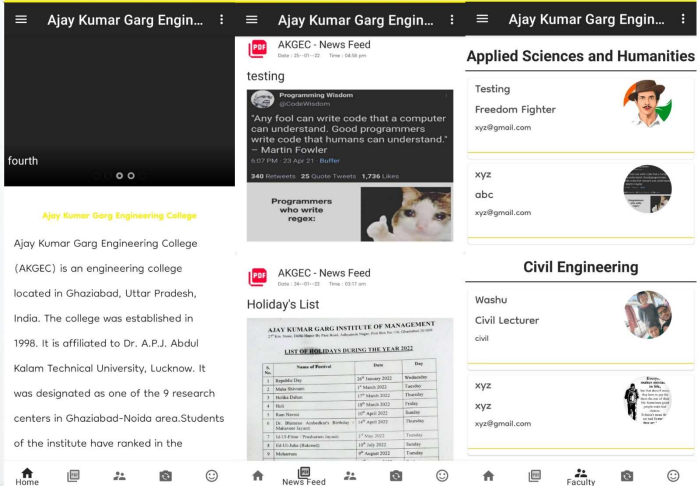 Ajay Kumar Garg Engin...
fourth
Ajay Kumar Garg Engineering College
Ajay Kumar Garg Engineering College
(AKGEC) is an engineering college
located in Ghaziabad, Uttar Pradesh,
India. The college was established in
1998. It is affiliated to Dr. A.P.J. Abdul
Kalam Technical University, Lucknow. It
was designated as one of the 9 research
centers in Ghaziabad-Noida area.Students
of the institute have ranked in the
Home
Ajay Kumar Garg Engin...
PDF
AKGEC - News Feed
Date : 25-01-22 Time : 04:55 pm
testing
Programming Wisdom
@CodeWisdom
"Any fool can write code that a computer
can understand. Good programmers
write code that humans can understand."
– Martin Fowler
6:07 PM · 23 Apr 21 · Buffer
340 Retweets 25 Quote Tweets 1,736 Likes
Programmers
who write
regex:
PDF
AKGEC - News Feed
Date : 24-01-22 Time : 03:17 am
Holiday's List
AJAY KUMAR GARG INSTITUTE OF MANAGEMENT
LIST OF HOLIDAYS DURING THE YEAR 2022
S. No. Name of Festival Date Day
1 Republic Day 26th January 2022 Wednesday
2 Maha Shivratri 1st March 2022 Tuesday
3 Holika Dahan 17th March 2022 Thursday
4 Holi 18th March 2022 Friday
5 Ram Navmi 10th April 2022 Sunday
6 Dr. Bhimrao Ambedkar's Birthday / Mahaveer Jayanti 14th April 2022 Thursday
7 Id-Ul-Fitar / Parshuram Jayanti 3rd May 2022 Tuesday
8 Id-Ul-Juha (Bakreed) 10th July 2022 Sunday
9 Moharram 9th August 2022 Tuesday
News Feed
Ajay Kumar Garg Engin...
Applied Sciences and Humanities
Testing
Freedom Fighter
xyz@gmail.com
xyz
abc
xyz@gmail.com
Civil Engineering
Washu
Civil Lecturer
civil
xyz
xyz
xyz@gmail.com
Faculty